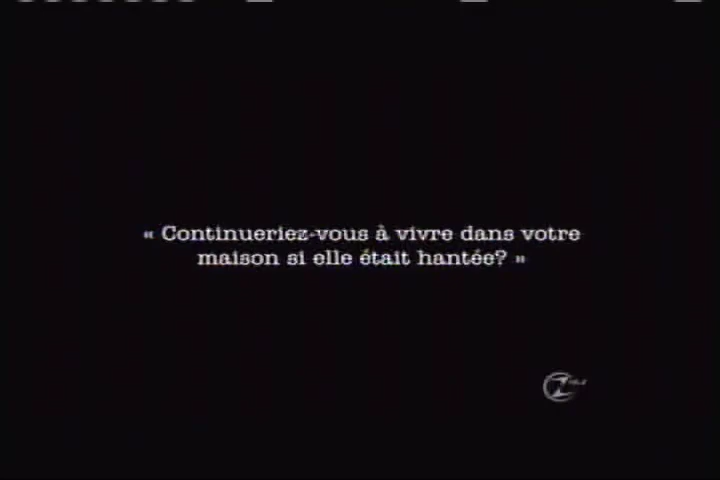 « Continueriez-vous à vivre dans votre
maison si elle était hantée? »